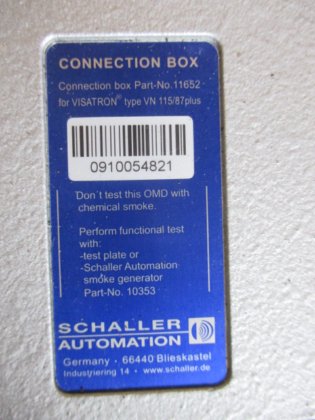 CONNECTION BOX
Connection box Part-No.11652
for VISATRON® type VN 115/87plus
0910054821
Don't test this OMD with
chemical smoke.
Perform functional test
with:
-test plate or
-Schaller Automation
smoke generator
Part-No. 10353
SCHALLER
AUTOMATION
Germany · 66440 Blieskastel
Industriering 14 · www.schaller.de